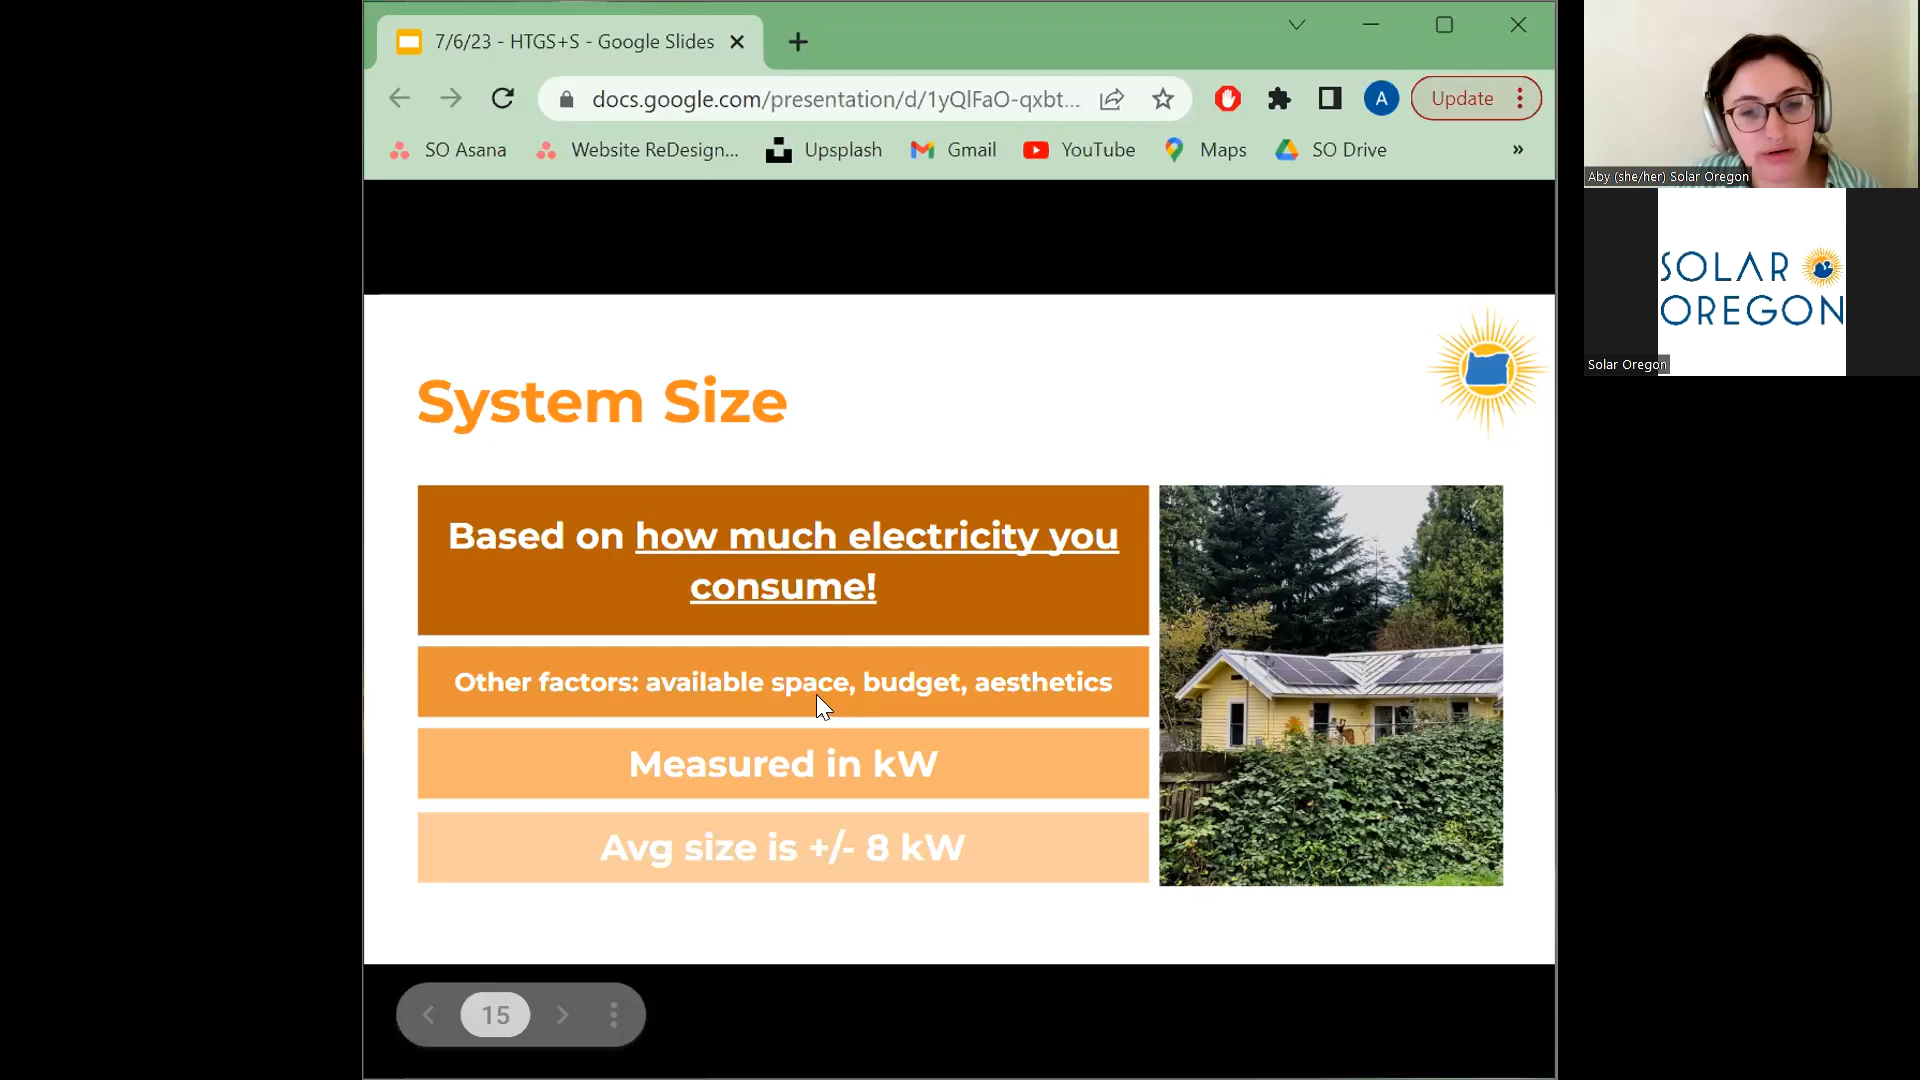 7/6/23 - HTGS+S - Google Slides
docs.google.com/presentation/d/1yQlFaO-qxbt...
A
Update
SO Asana
Website ReDesign...
Upsplash
Gmail
YouTube
Maps
SO Drive
»
Aby (she/her) Solar Oregon
SOLAR
OREGON
Solar Oregon
System Size
Based on how much electricity you
consume!
Other factors: available space, budget, aesthetics
Measured in kW
Avg size is +/- 8 kW
15